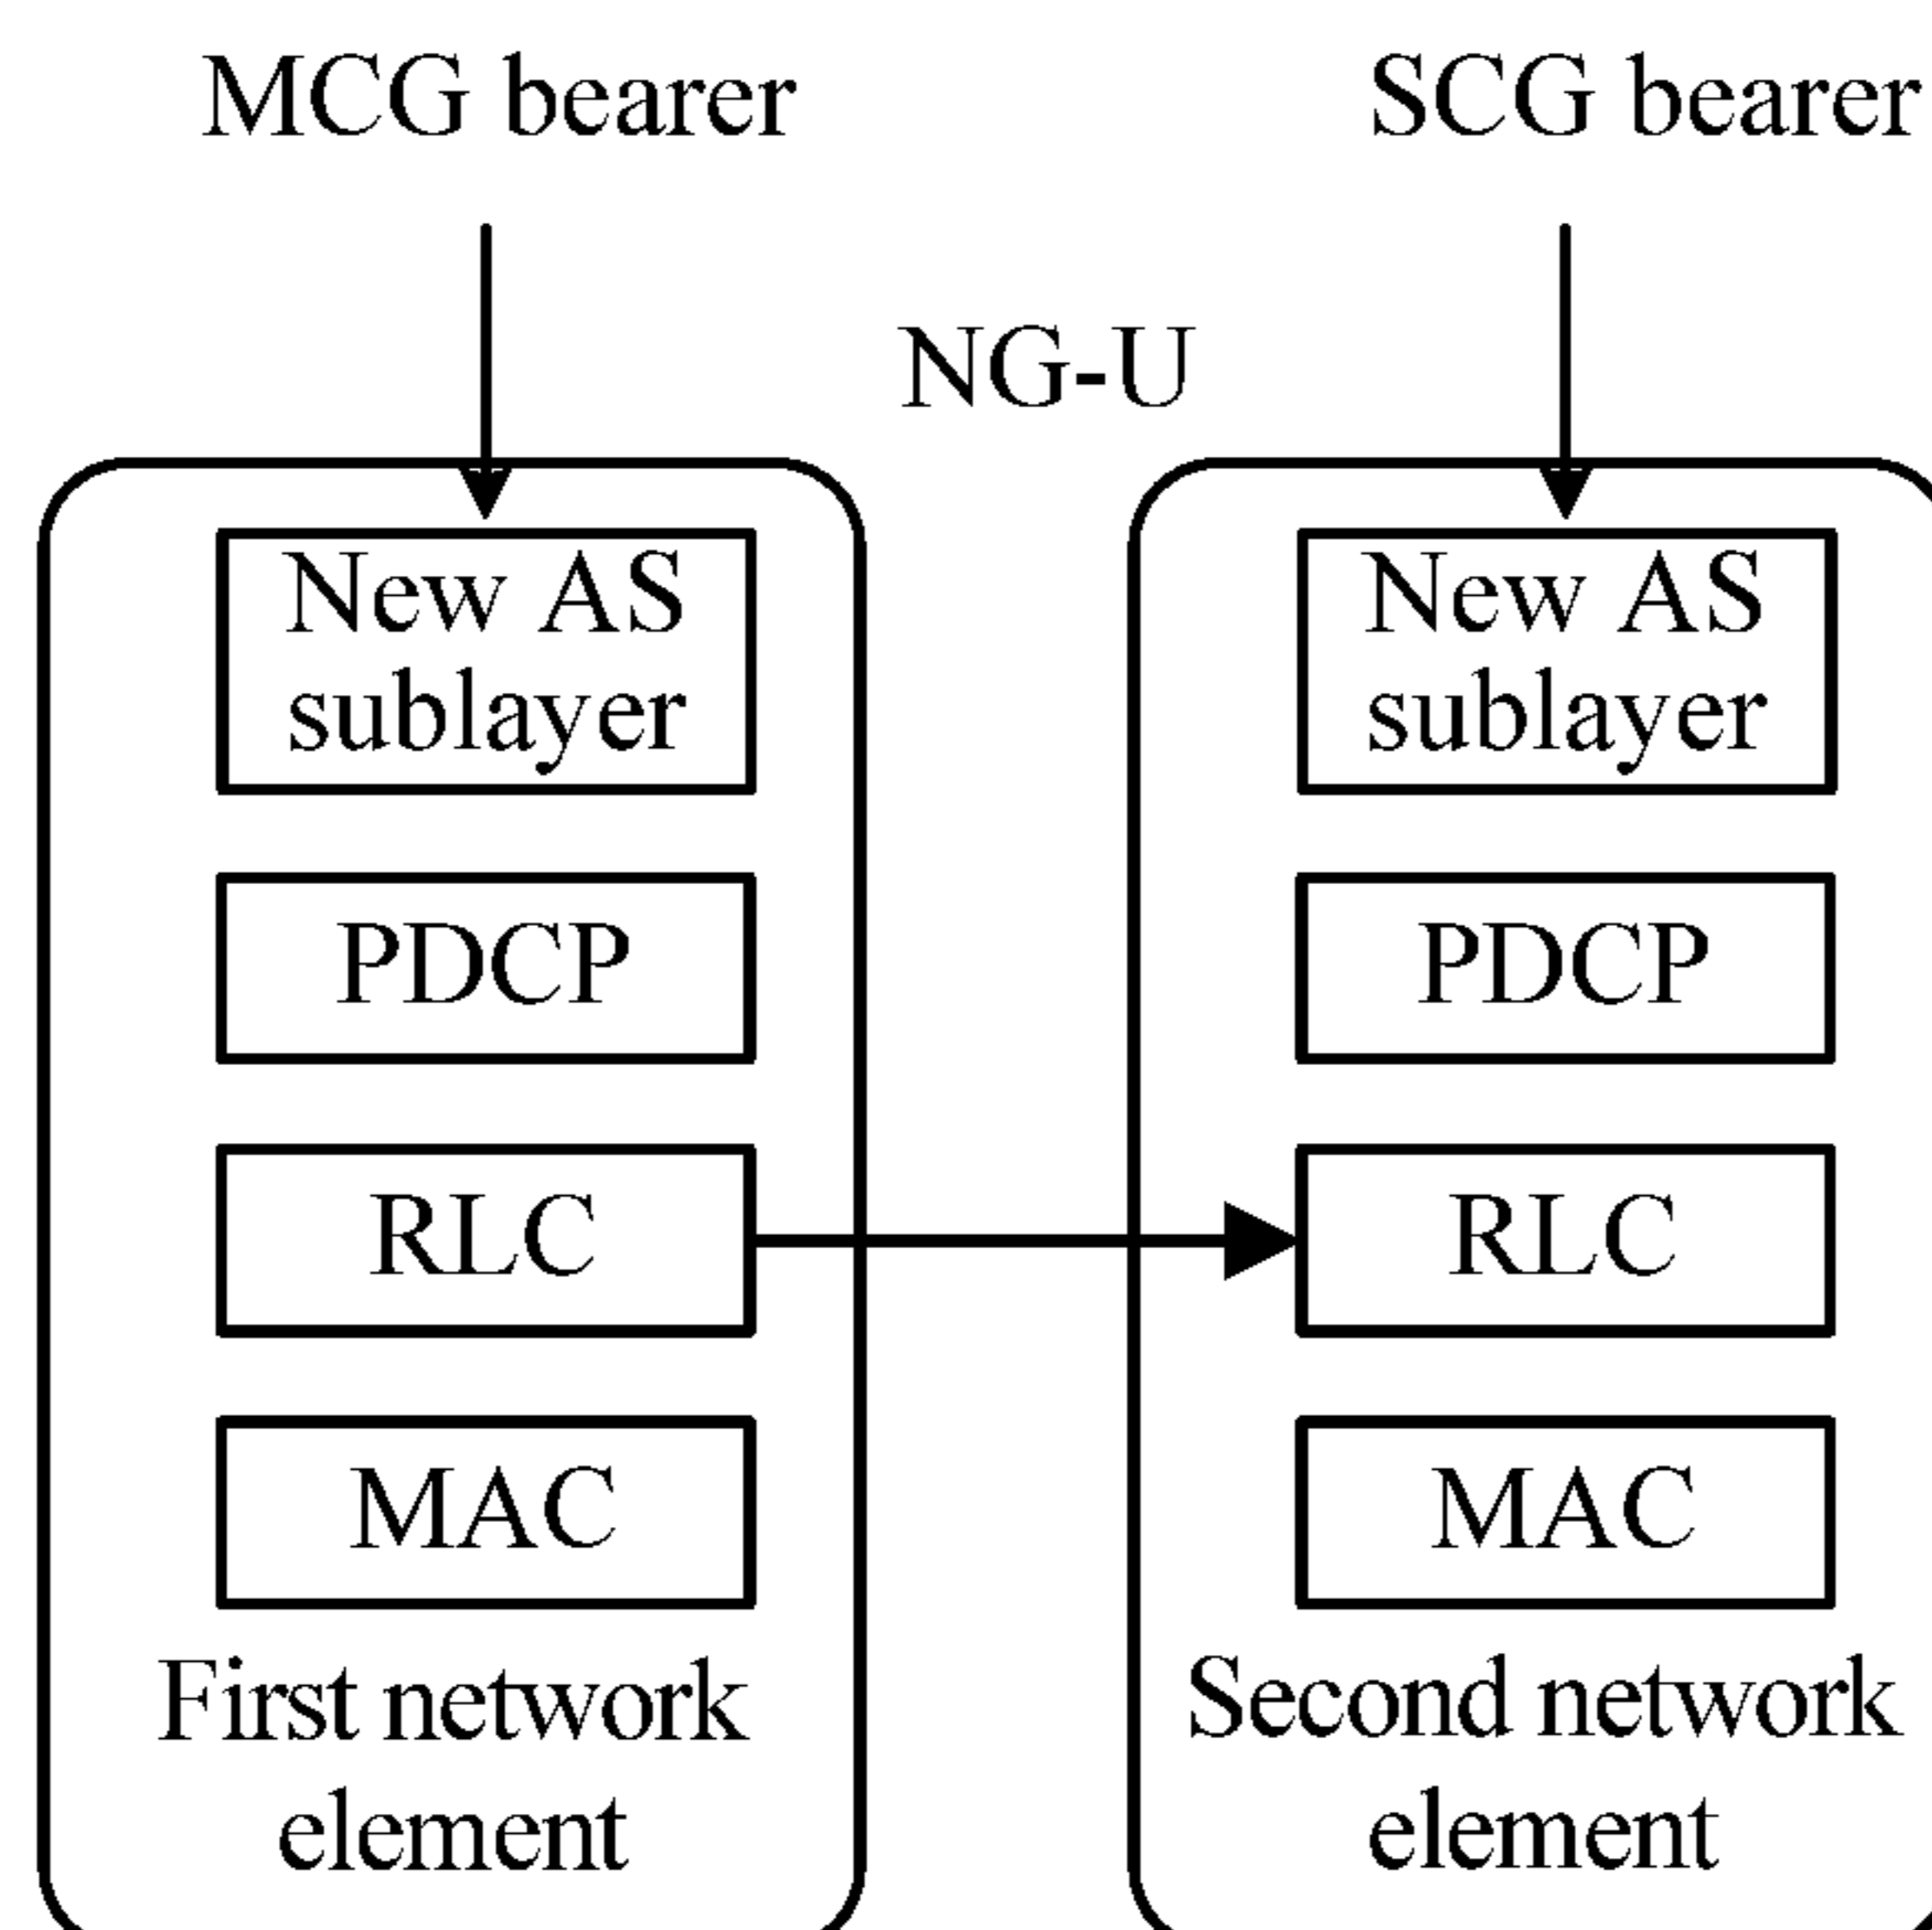 MCG bearer
SCG bearer
NG-U
New AS
sublayer
PDCP
RLC
MAC
First network
element
New AS
sublayer
PDCP
RLC
MAC
Second network
element